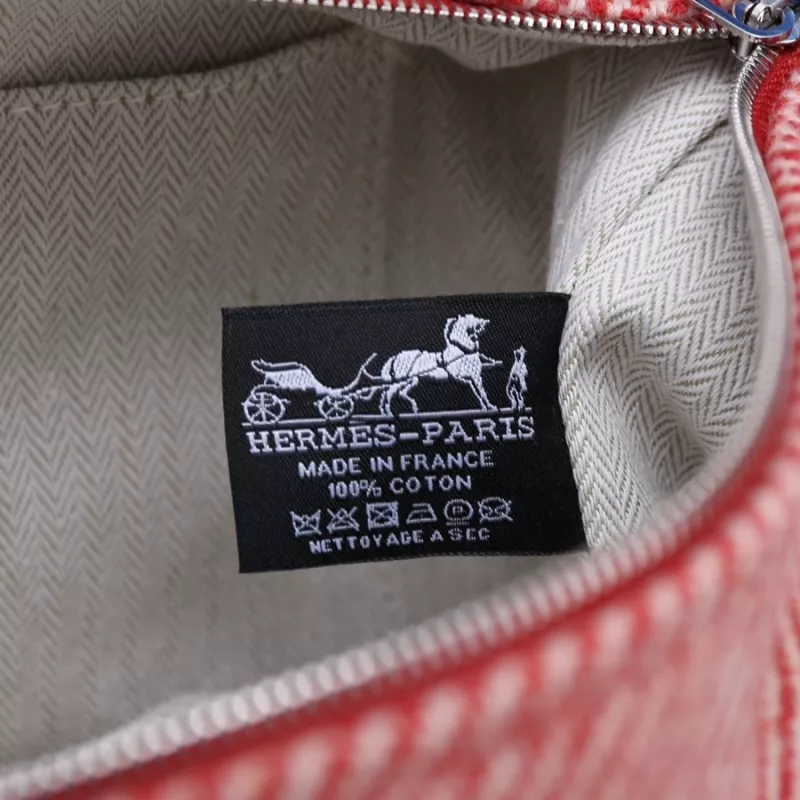 HERMES-PARIS
MADE IN FRANCE
100% COTON
NETTOYAGE A SEC